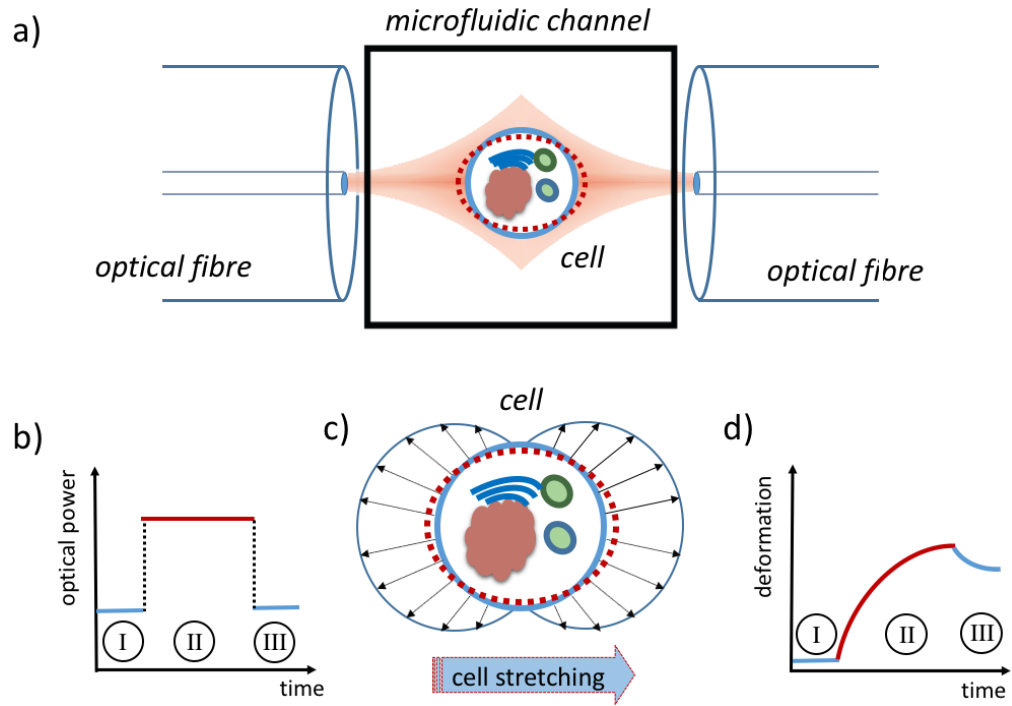 a)
microfluidic channel
optical fibre
cell
optical fibre
b)
optical power
I
II
III
time
c)
cell
cell stretching
d)
deformation
I
II
III
time